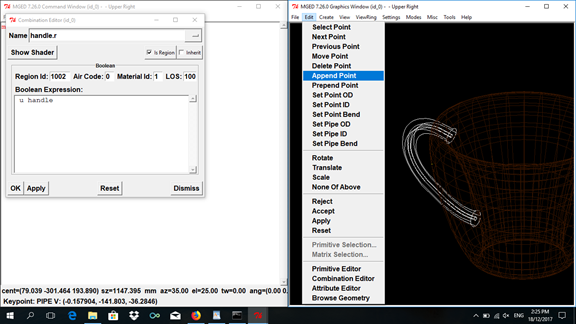 MGED 7.26.0 Command Window (id_0) - - Upper Right
Combination Editor (id_0)
Name handle.r
Show Shader Is Region Inherit
Boolean
Region Id: 1002 Air Code: 0 Material Id: 1 LOS: 100
Boolean Expression:
u handle
OK Apply Reset Dismiss
cent=(79.039 -301.464 193.890) sz=1147.395 mm az=35.00 el=25.00 tw=0.00 ang=(0.00 0.
Keypoint: PIPE V: (-0.157904, -141.803, -36.2846)
MGED 7.26.0 Graphics Window (id_0) - - Upper Right
File Edit Create View ViewRing Settings Modes Misc Tools Help
Select Point
Next Point
Previous Point
Move Point
Delete Point
Append Point
Prepend Point
Set Point OD
Set Point ID
Set Point Bend
Set Pipe OD
Set Pipe ID
Set Pipe Bend
Rotate
Translate
Scale
None Of Above
Reject
Accept
Apply
Reset
Primitive Selection...
Matrix Selection...
Primitive Editor
Combination Editor
Attribute Editor
Browse Geometry
2:25 PM
18/12/2017